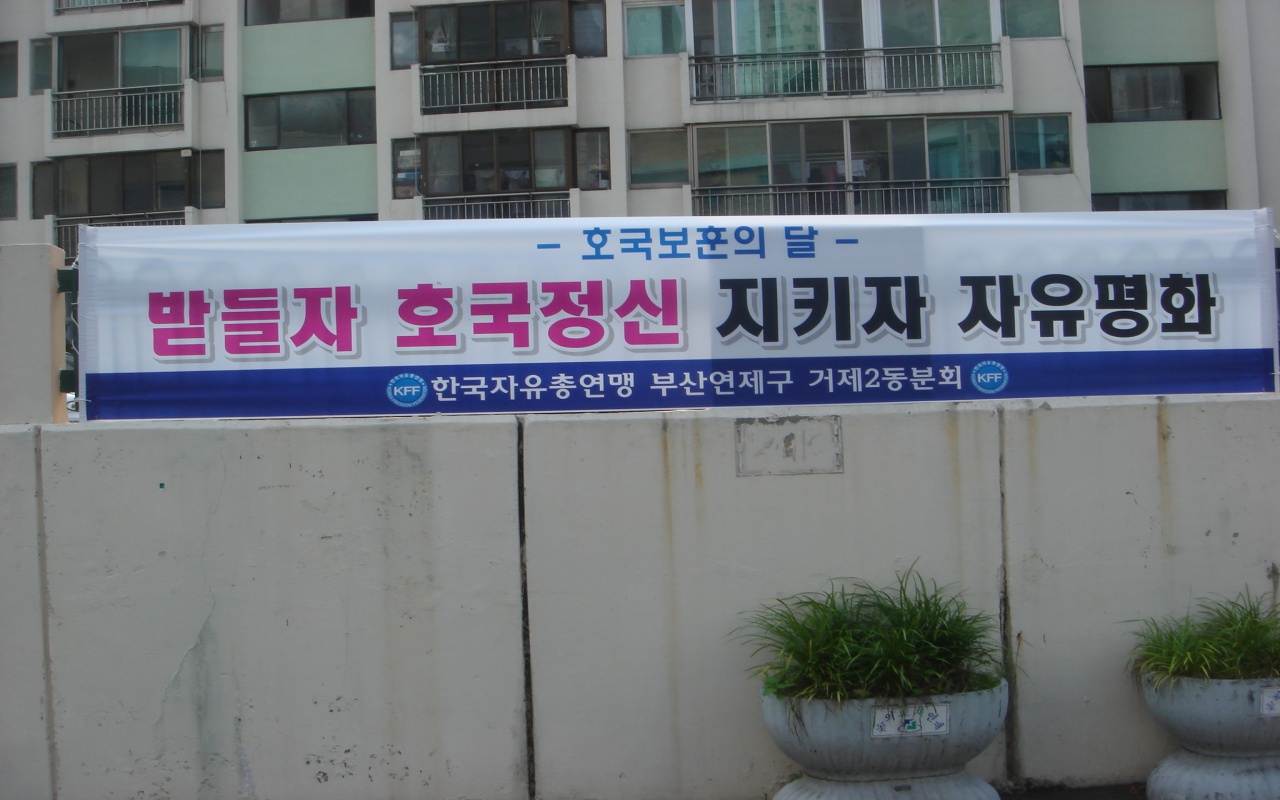 – 호국보훈의 달 –
받들자 호국정신 지키자 자유평화
KFF 한국자유총연맹 부산연제구 거제2동분회 KFF